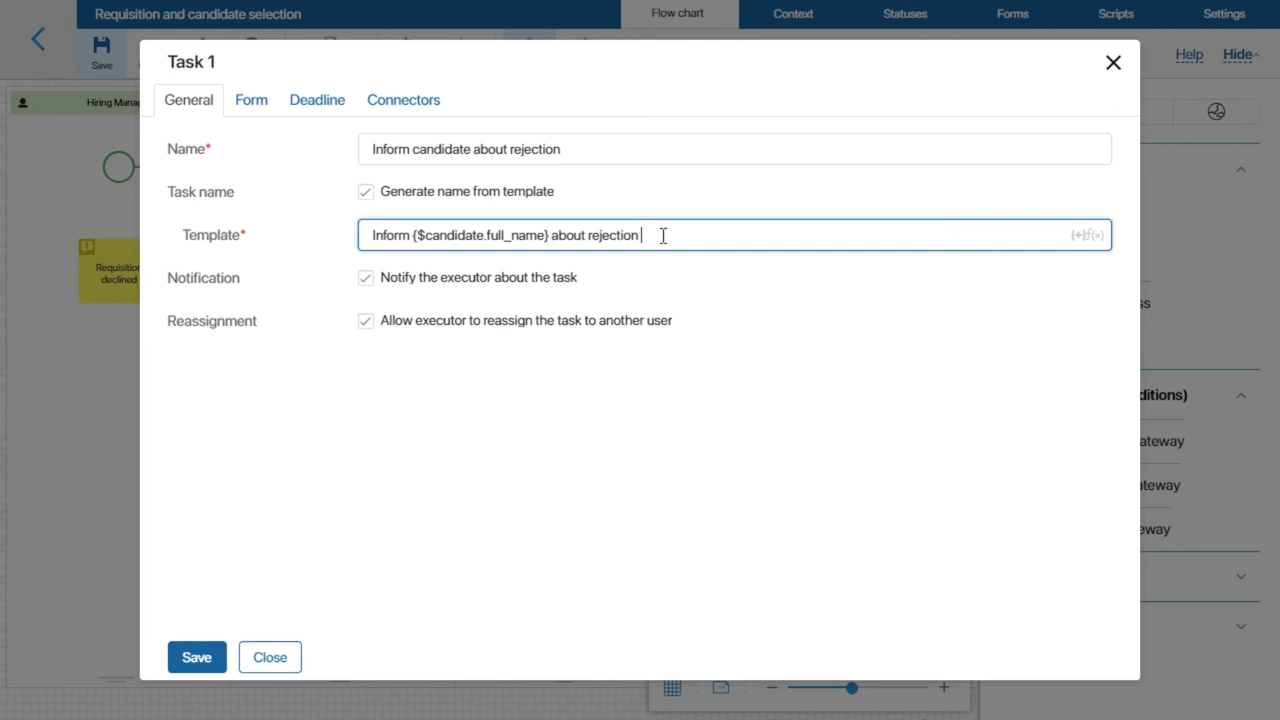 Requisition and candidate selection
Flow chart
Context
Statuses
Forms
Scripts
Settings
Save
Help
Hide
Task 1
General
Form
Deadline
Connectors
Hiring Mana
Name*
Inform candidate about rejection
Task name
Generate name from template
Template*
Inform {$candidate.full_name} about rejection
{+}f(×)
Requisition
declined
Notification
Notify the executor about the task
Reassignment
Allow executor to reassign the task to another user
ss
ditions)
ateway
ateway
eway
Save
Close